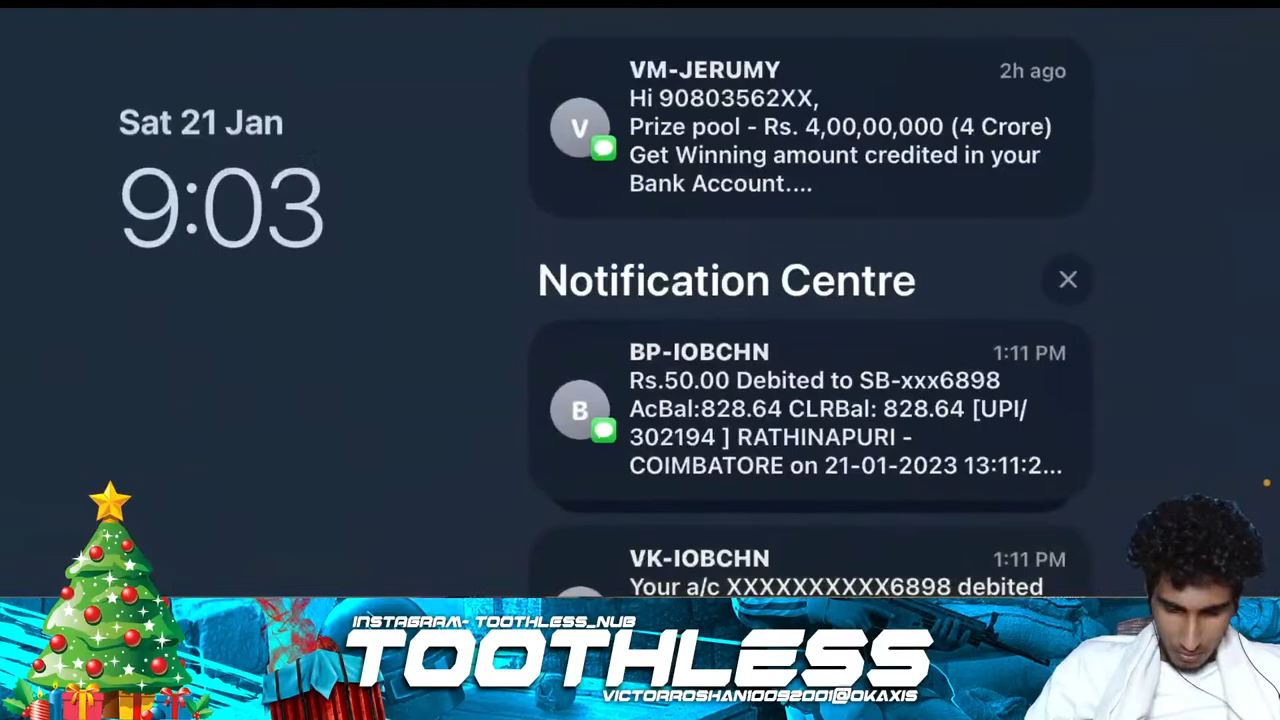 Sat 21 Jan
9:03
VM-JERUMY
2h ago
Hi 90803562XX,
Prize pool - Rs. 4,00,00,000 (4 Crore)
Get Winning amount credited in your
Bank Account....
Notification Centre
BP-IOBCHN
1:11 PM
Rs.50.00 Debited to SB-xxx6898
AcBal:828.64 CLRBal: 828.64 [UPI/
302194 ] RATHINAPURI -
COIMBATORE on 21-01-2023 13:11:2...
VK-IOBCHN
1:11 PM
Your a/c XXXXXXXXXX6898 debited
V
B
INSTAGRAM- TOOTHLESS_NUB
TOOTHLESS
VICTORROSHAN10092001@OKAXIS